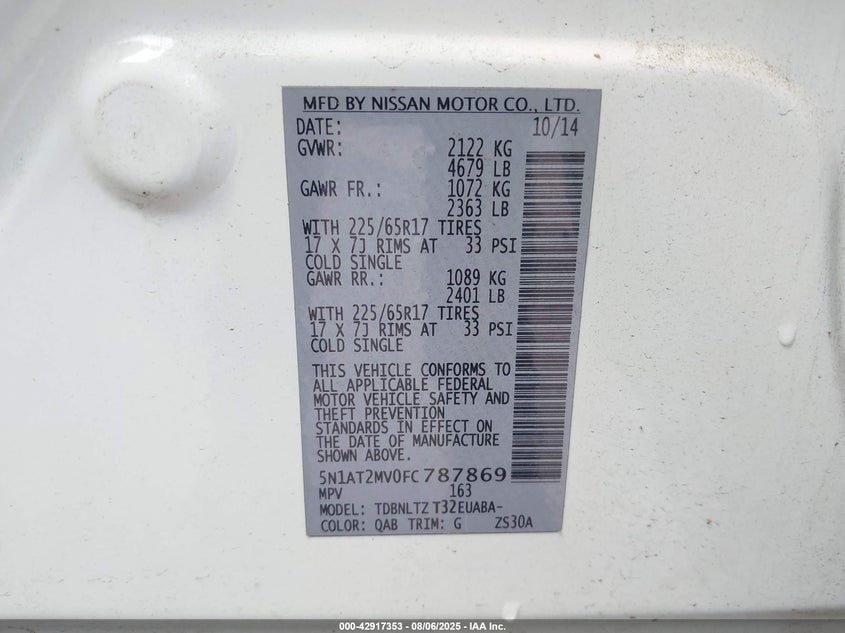 MFD BY NISSAN MOTOR CO., LTD.
DATE: 10/14
GVWR: 2122 KG
4679 LB
GAWR FR.: 1072 KG
2363 LB
WITH 225/65R17 TIRES
17 X 7J RIMS AT 33 PSI
COLD SINGLE
GAWR RR.: 1089 KG
2401 LB
WITH 225/65R17 TIRES
17 X 7J RIMS AT 33 PSI
COLD SINGLE
THIS VEHICLE CONFORMS TO
ALL APPLICABLE FEDERAL
MOTOR VEHICLE SAFETY AND
THEFT PREVENTION
STANDARDS IN EFFECT ON
THE DATE OF MANUFACTURE
SHOWN ABOVE.
5N1AT2MV0FC787869
MPV 163
MODEL: TDBNLTZ T32EUABA-
COLOR: QAB TRIM: G ZS30A
000-42917353 - 08/06/2025 - IAA Inc.